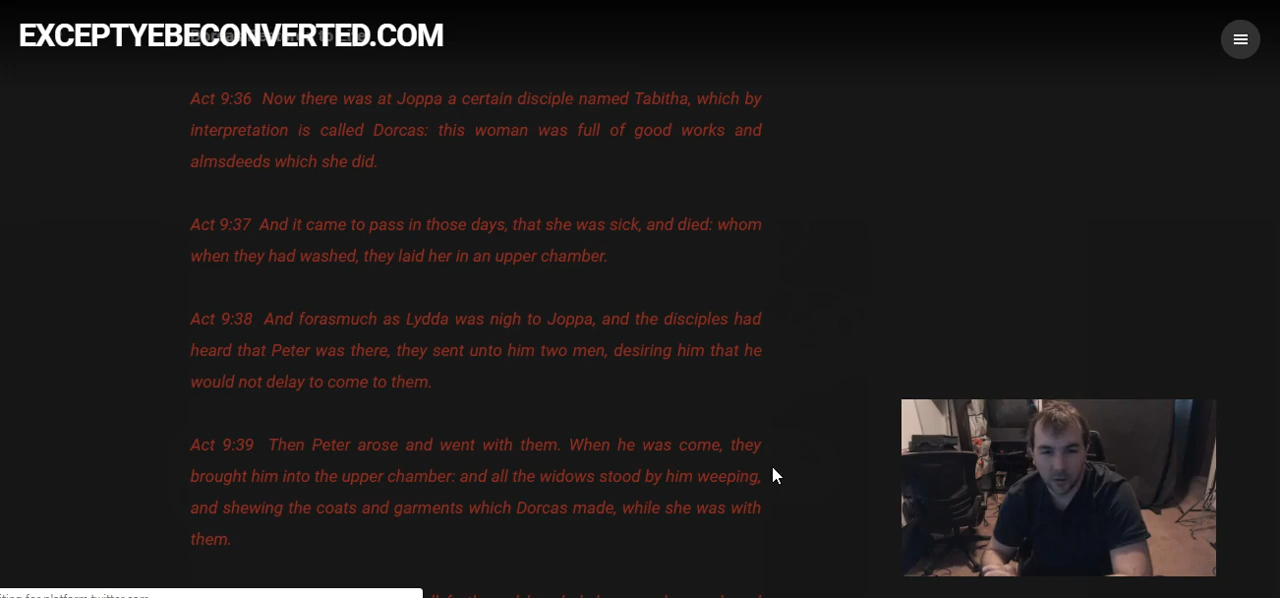 EXCEPTYEBECONVERTED.COM
Act 9:36 Now there was at Joppa a certain disciple named Tabitha, which by
interpretation is called Dorcas: this woman was full of good works and
almsdeeds which she did.
Act 9:37 And it came to pass in those days, that she was sick, and died: whom
when they had washed, they laid her in an upper chamber.
Act 9:38 And forasmuch as Lydda was nigh to Joppa, and the disciples had
heard that Peter was there, they sent unto him two men, desiring him that he
would not delay to come to them.
Act 9:39 Then Peter arose and went with them. When he was come, they
brought him into the upper chamber: and all the widows stood by him weeping,
and shewing the coats and garments which Dorcas made, while she was with
them.